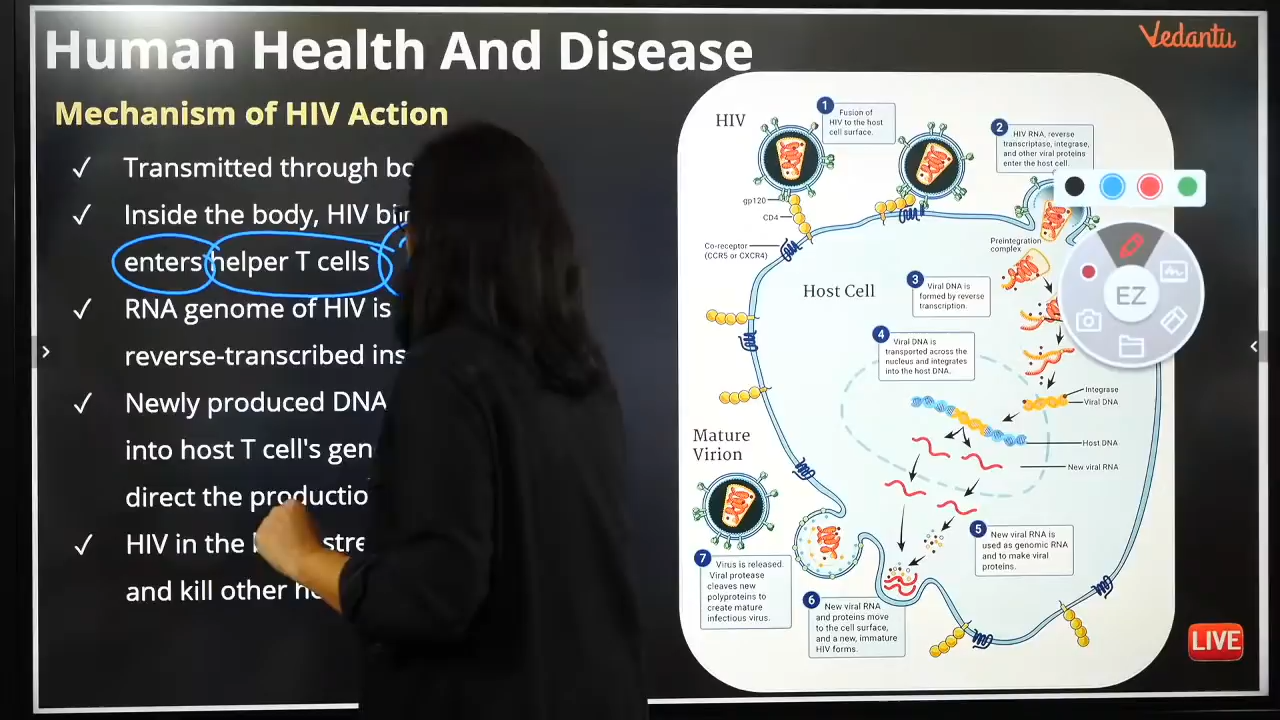 Human Health And Disease
Vedantu
Mechanism of HIV Action
✓ Transmitted through
✓ Inside the body, HIV
enters helper T cells
✓ RNA genome of HIV is
reverse-transcribed
✓ Newly produced DNA
into host T cell's
direct the
✓ HIV in the
and kill other
HIV
1
Fusion of
HIV to the host
cell surface.
2
HIV RNA, reverse
transcriptase, integrase,
and other viral proteins
enter the host cell.
gp120
CD4
Co-receptor
(CCR5 or CXCR4)
Preintegration
complex
Host Cell
3
Viral DNA is
formed by reverse
transcription.
4
Viral DNA is
transported across the
nucleus and integrates
into the host DNA.
EZ
Integrase
Viral DNA
Host DNA
New viral RNA
Mature
Virion
5
New viral RNA is
used as genomic RNA
and to make viral
proteins.
7
Virus is released.
Viral protease
cleaves new
polyproteins to
create mature
infectious virus.
6
New viral RNA
and proteins move
to the cell surface,
and a new, immature
HIV forms.
LIVE